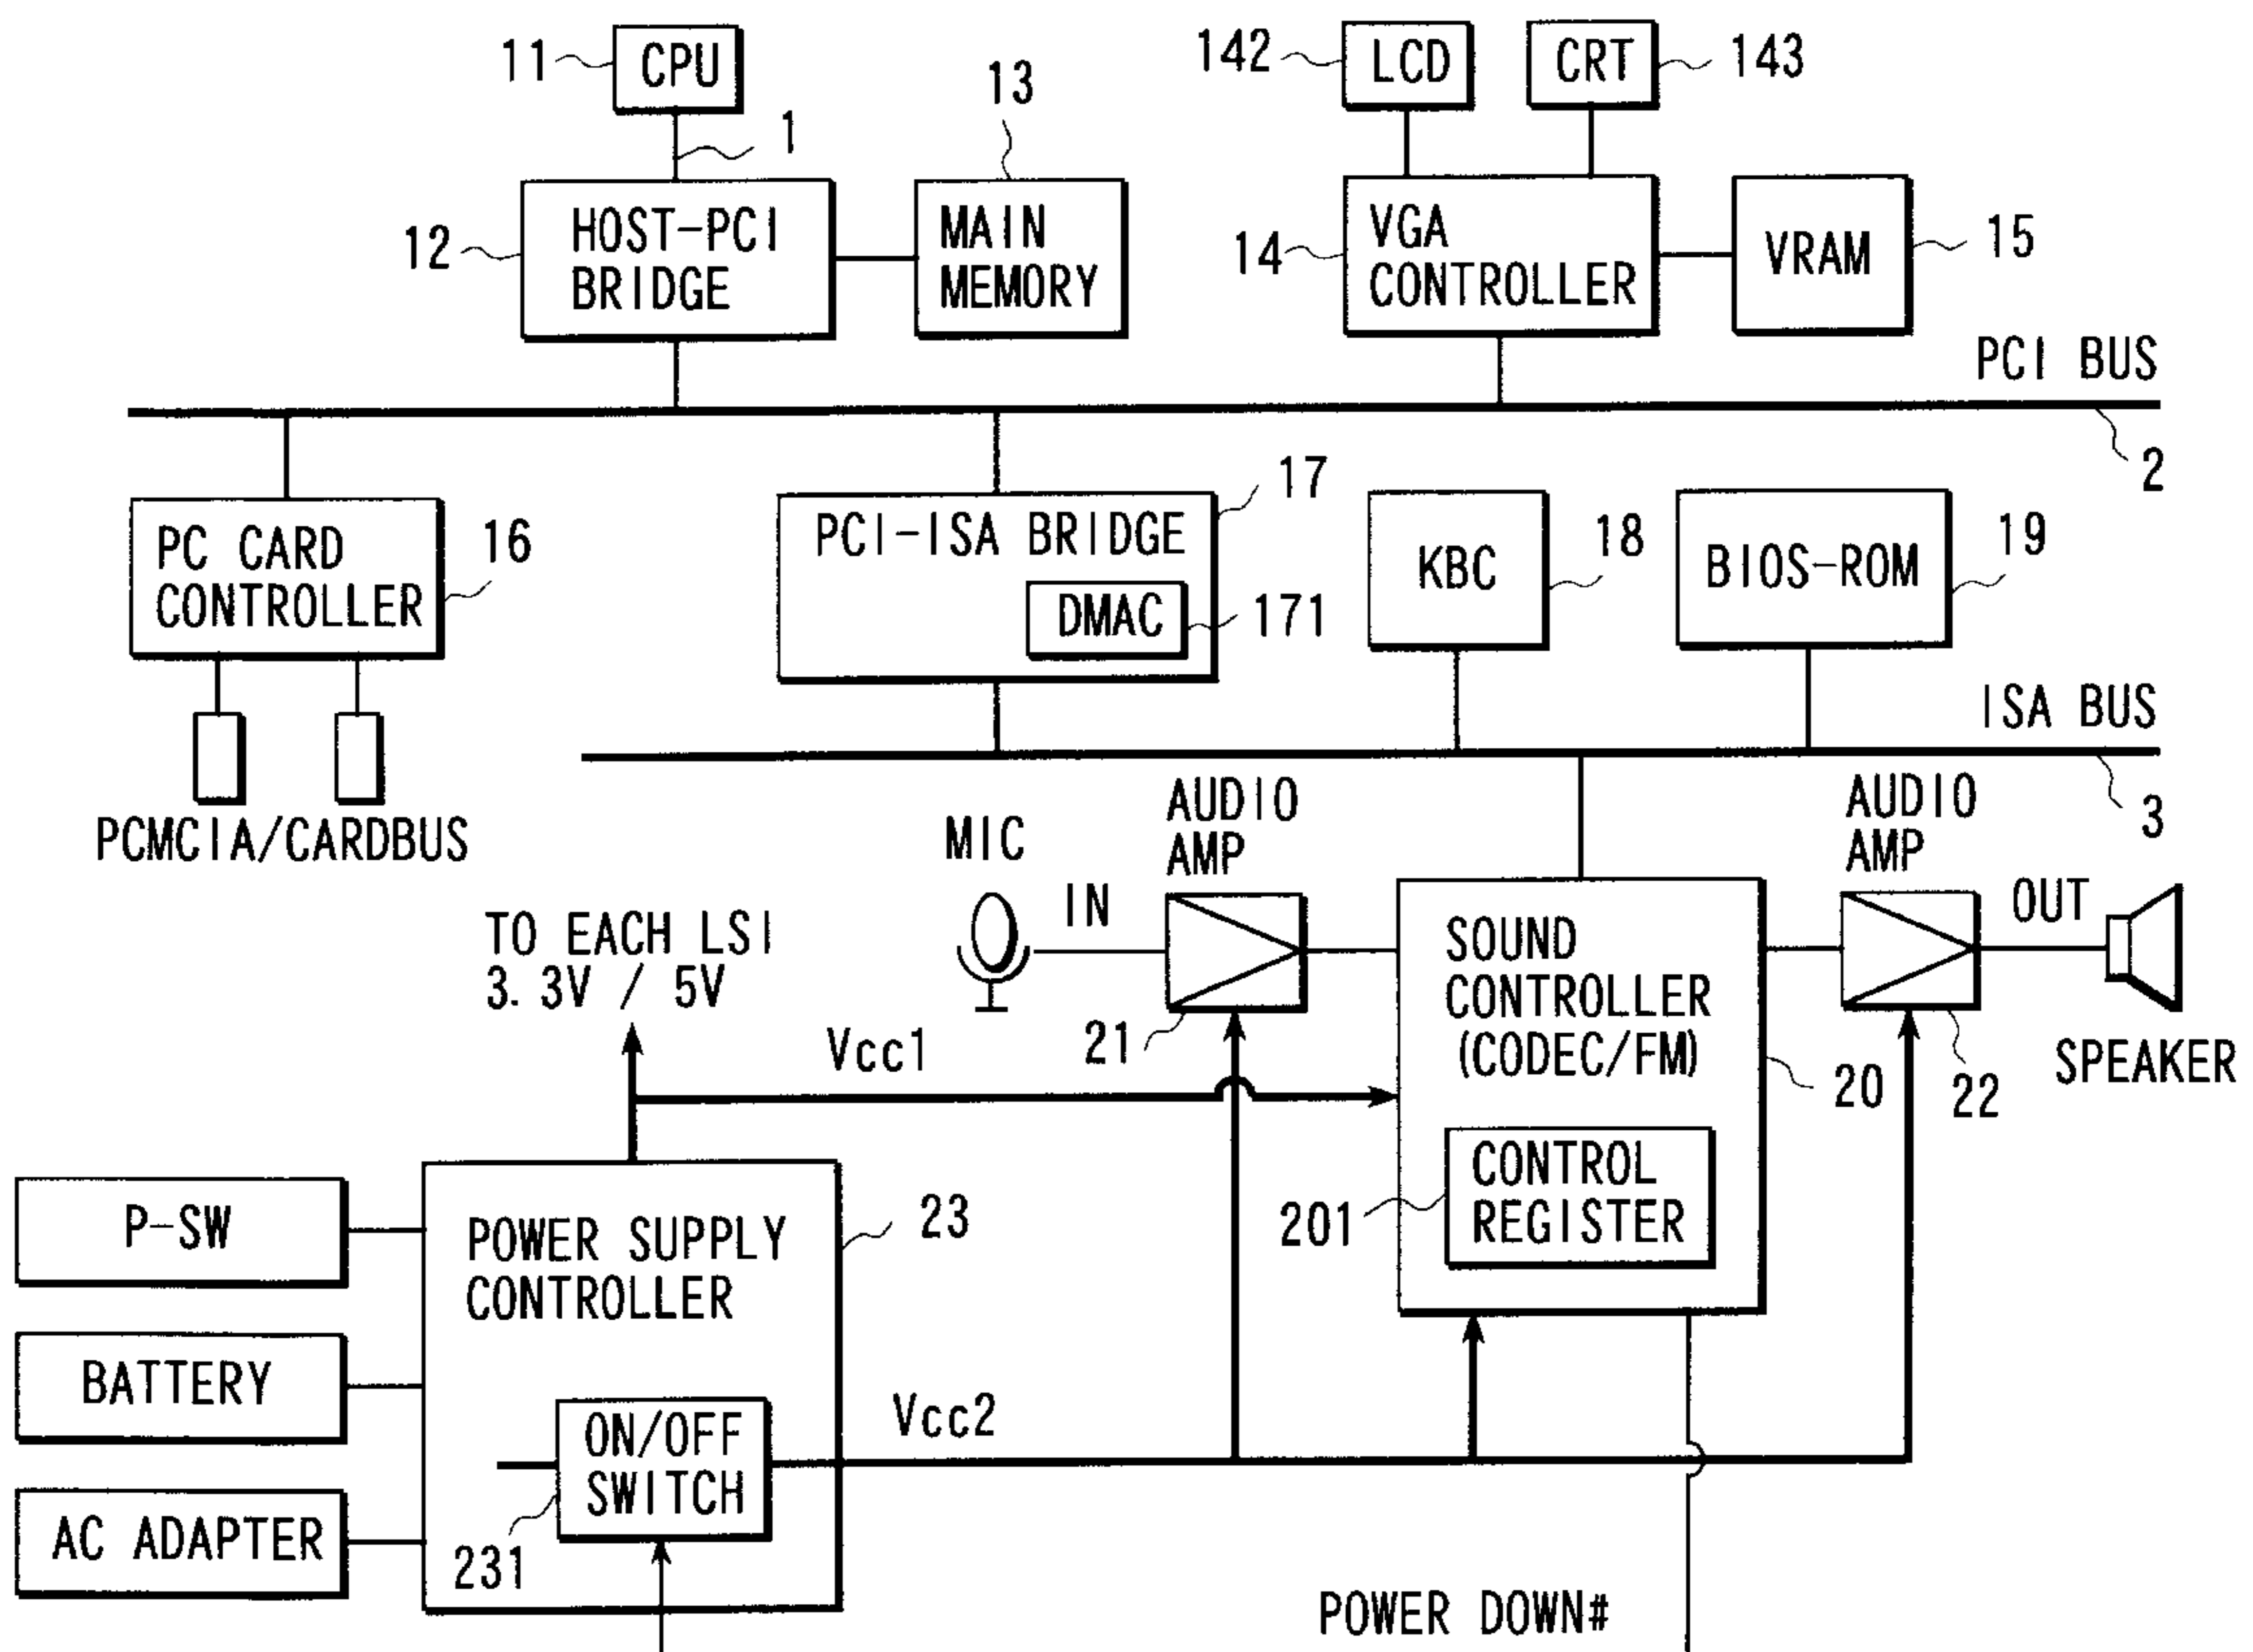 11
CPU
1
13
12
HOST-PCI
BRIDGE
MAIN
MEMORY
142
LCD
CRT
143
14
VGA
CONTROLLER
VRAM
15
PCI BUS
2
PC CARD
CONTROLLER
16
PCMCIA/CARDBUS
PCI-ISA BRIDGE
17
DMAC
171
KBC
18
BIOS-ROM
19
ISA BUS
3
MIC
IN
AUDIO
AMP
21
SOUND
CONTROLLER
(CODEC/FM)
20
CONTROL
REGISTER
201
AUDIO
AMP
22
OUT
SPEAKER
TO EACH LSI
3.3V / 5V
Vcc1
P-SW
BATTERY
AC ADAPTER
POWER SUPPLY
CONTROLLER
23
ON/OFF
SWITCH
231
Vcc2
POWER DOWN#